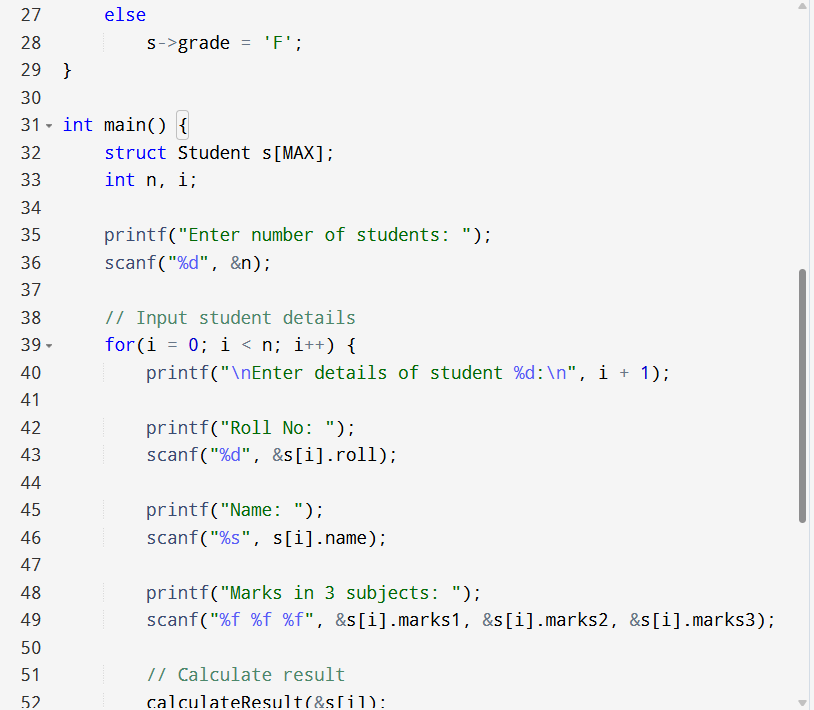 27 else
28 s->grade = 'F';
29 }
30
31 int main() {
32 struct Student s[MAX];
33 int n, i;
34
35 printf("Enter number of students: ");
36 scanf("%d", &n);
37
38 // Input student details
39 for(i = 0; i < n; i++) {
40 printf("\nEnter details of student %d:\n", i + 1);
41
42 printf("Roll No: ");
43 scanf("%d", &s[i].roll);
44
45 printf("Name: ");
46 scanf("%s", s[i].name);
47
48 printf("Marks in 3 subjects: ");
49 scanf("%f %f %f", &s[i].marks1, &s[i].marks2, &s[i].marks3);
50
51 // Calculate result
52 calculateResult(&s[i]);